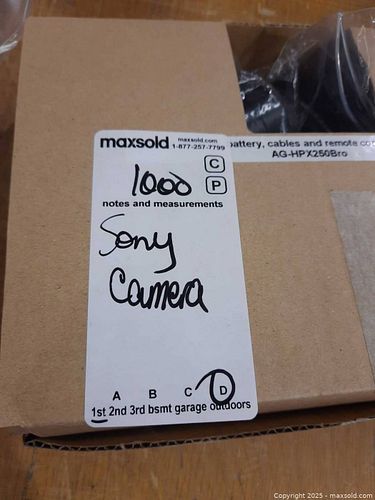 maxsold maxsold.com
1-877-257-7799
battery, cables and remote co
AG-HPX250Bro
C
1000
P
notes and measurements
Sony
Camera
A B C D
1st 2nd 3rd bsmt garage outdoors
Copyright 2025 - maxsold.com